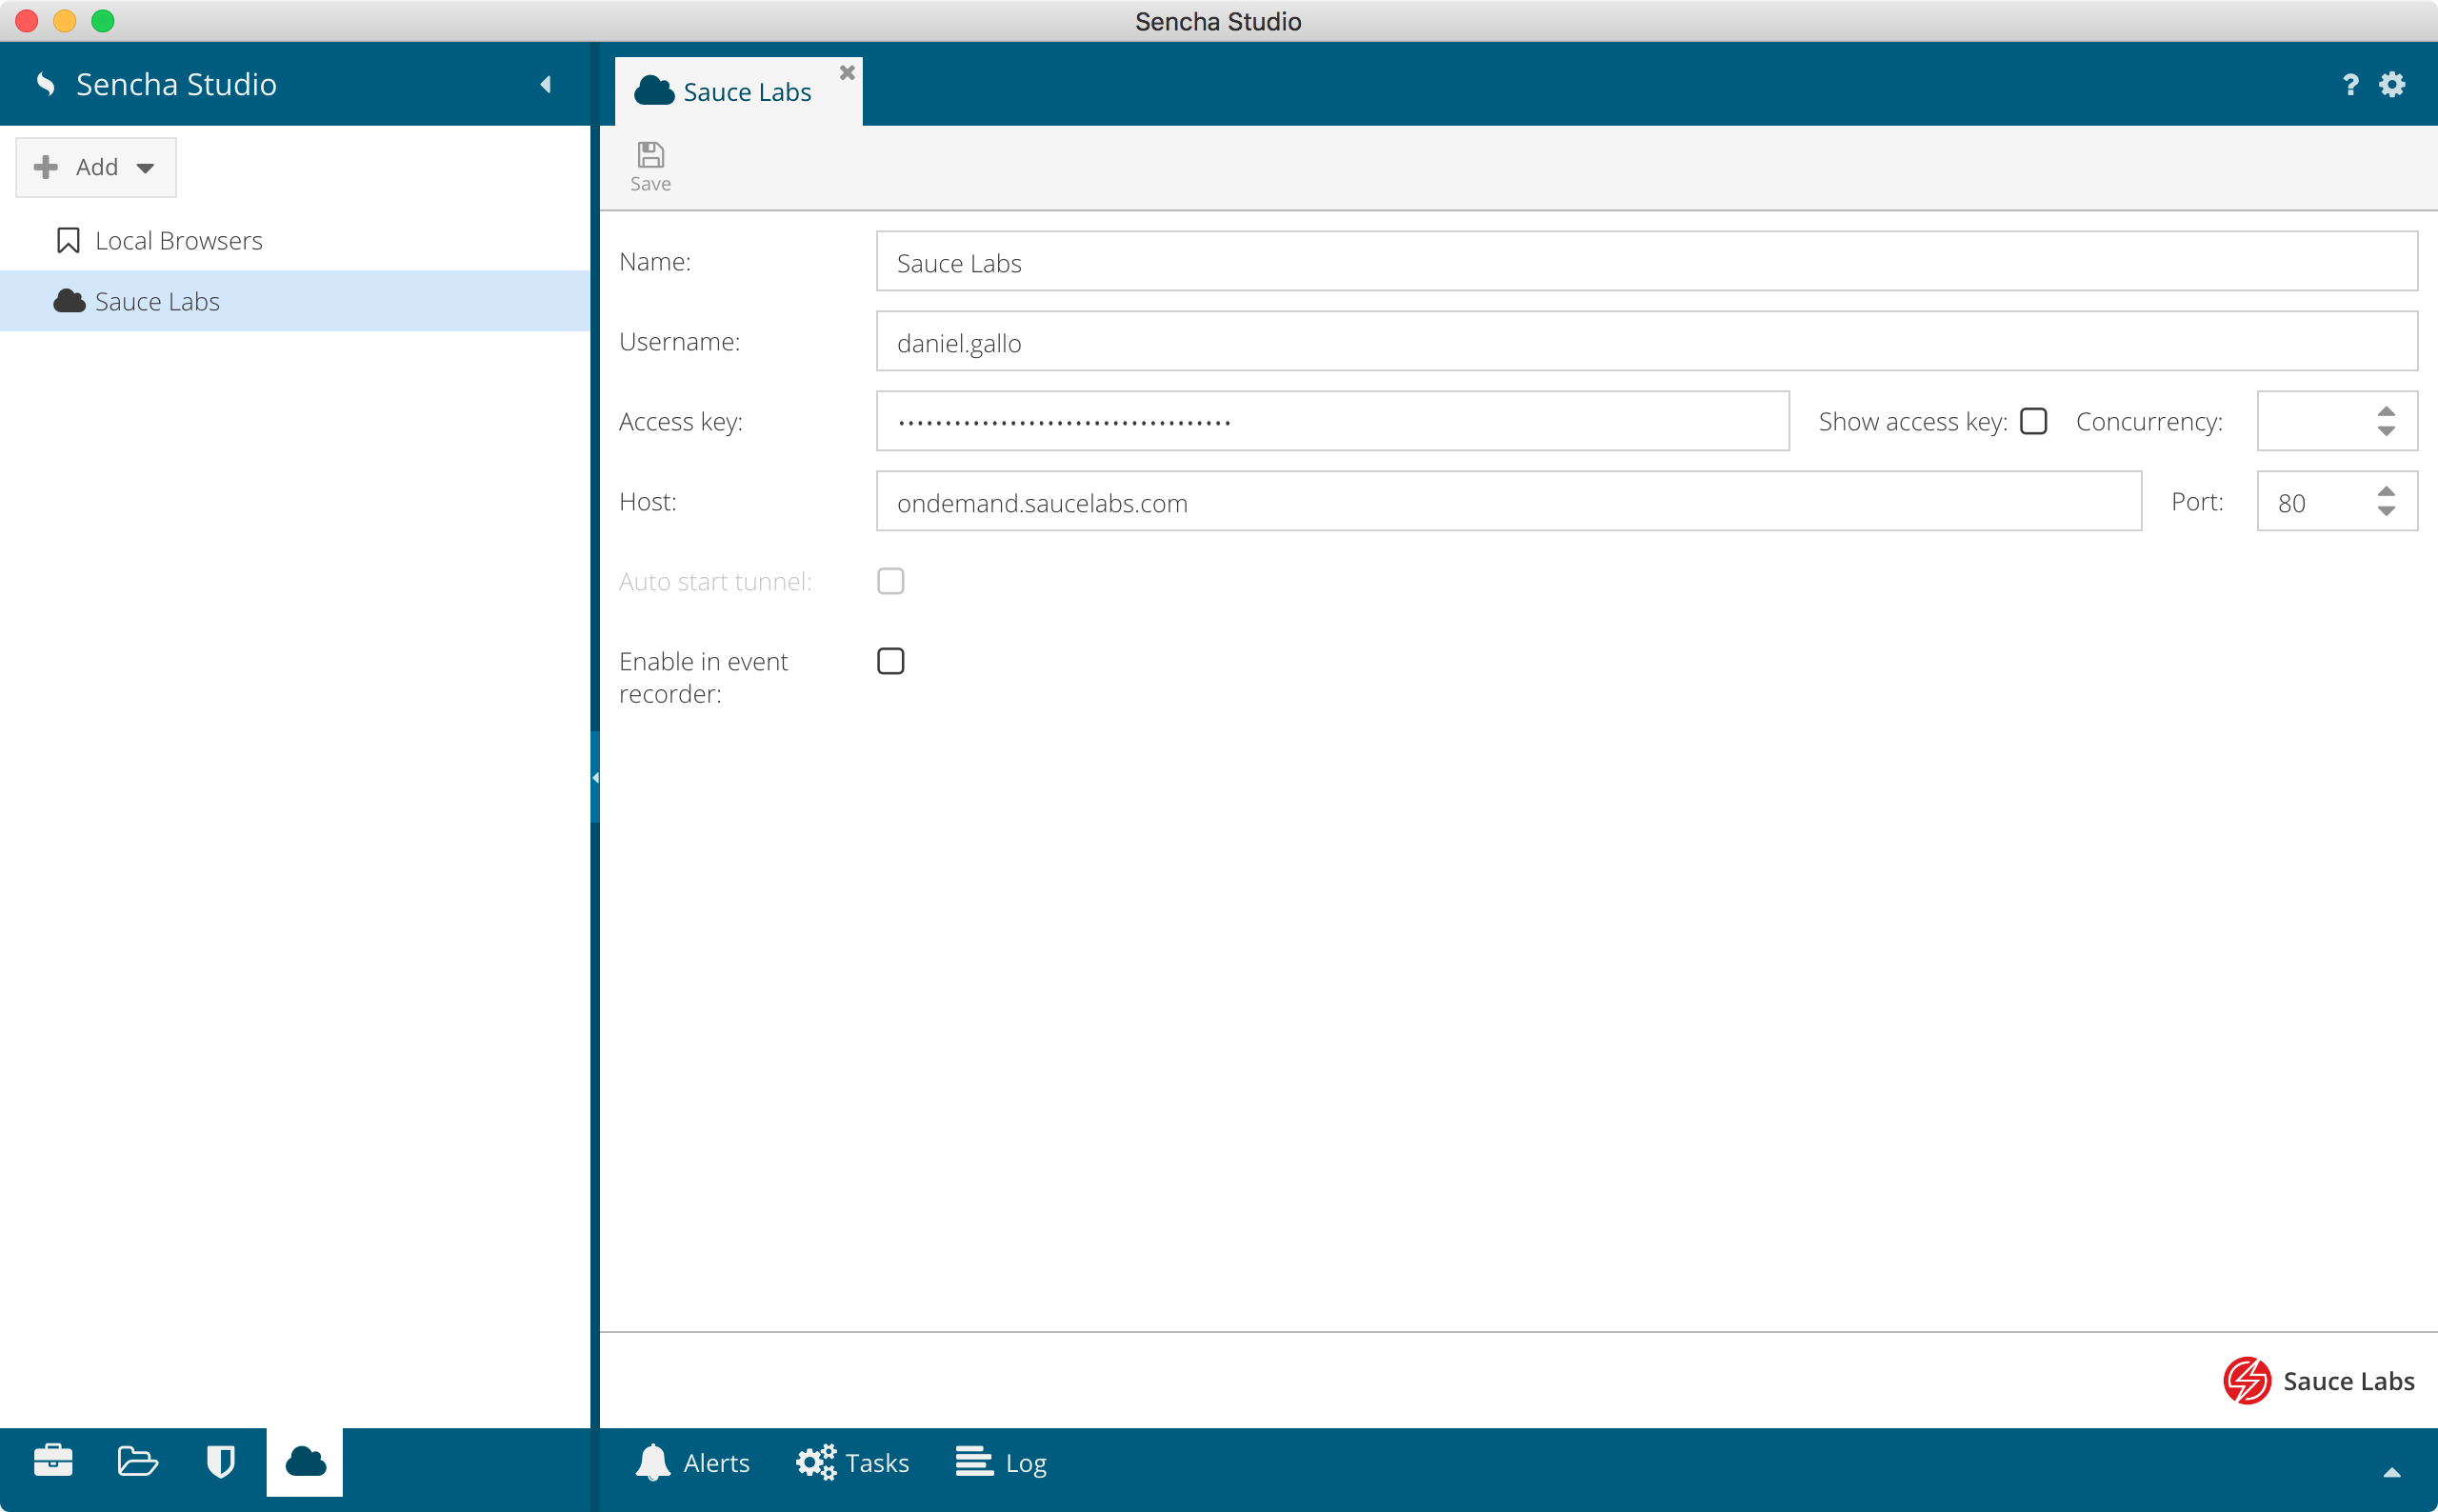 Sencha Studio
Sencha Studio
Sauce Labs
?
Add
Save
Local Browsers
Sauce Labs
Name: Sauce Labs
Username: daniel.gallo
Access key: Show access key: Concurrency:
Host: ondemand.saucelabs.com Port: 80
Auto start tunnel:
Enable in event
recorder:
Sauce Labs
Alerts Tasks Log